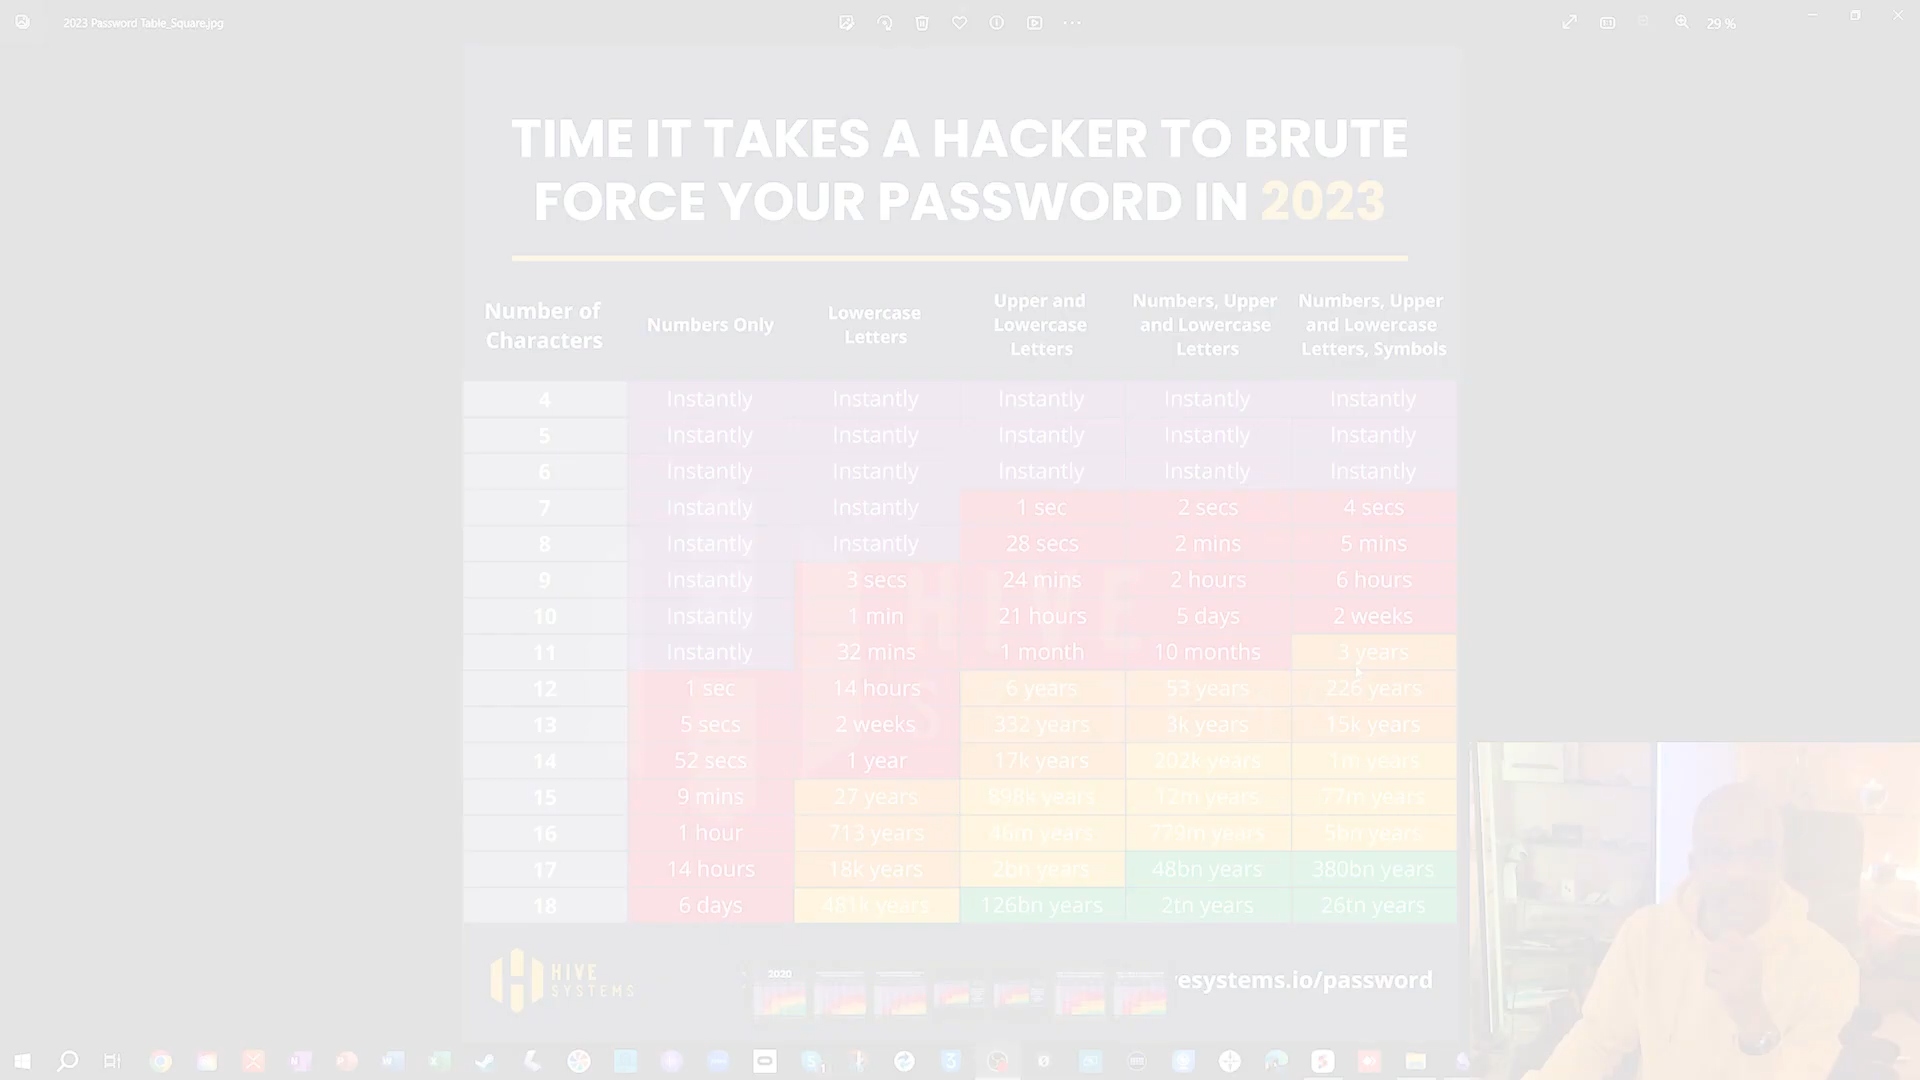 2023 Password Table_Square.jpg
29 %
TIME IT TAKES A HACKER TO BRUTE
FORCE YOUR PASSWORD IN 2023
Number of Characters | Numbers Only | Lowercase Letters | Upper and Lowercase Letters | Numbers, Upper and Lowercase Letters | Numbers, Upper and Lowercase Letters, Symbols
4 Instantly Instantly Instantly Instantly Instantly
5 Instantly Instantly Instantly Instantly Instantly
6 Instantly Instantly Instantly Instantly Instantly
7 Instantly Instantly 1 sec 2 secs 4 secs
8 Instantly Instantly 28 secs 2 mins 5 mins
9 Instantly 3 secs 24 mins 2 hours 6 hours
10 Instantly 1 min 21 hours 5 days 2 weeks
11 Instantly 32 mins 1 month 10 months 3 years
12 1 sec 14 hours 6 years 53 years 226 years
13 5 secs 2 weeks 332 years 3k years 15k years
14 52 secs 1 year 17k years 202k years 1m years
15 9 mins 27 years 898k years 12m years 77m years
16 1 hour 713 years 46m years 779m years 5bn years
17 14 hours 18k years 2bn years 48bn years 380bn years
18 6 days 481k years 126bn years 2tn years 26tn years
HIVE
SYSTEMS
2020
esystems.io/password